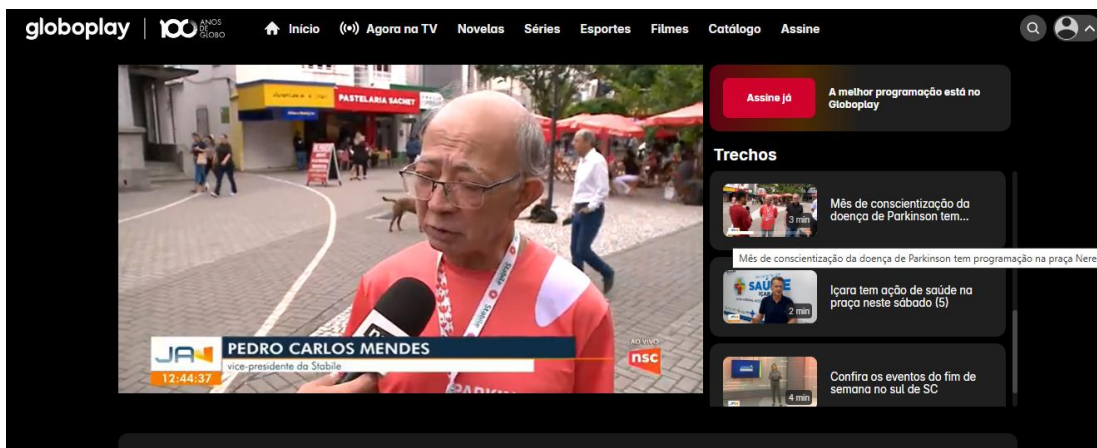 globoplay
100 ANOS DE GLOBO
Início
Agora na TV
Novelas
Séries
Esportes
Filmes
Catálogo
Assine
PASTELARIA SACHET
Stabile
PARKIN
PEDRO CARLOS MENDES
vice-presidente da Stabile
JA
12:44:37
AO VIVO
nsc
Assine já
A melhor programação está no
Globoplay
Trechos
3 min
Mês de conscientização da
doença de Parkinson tem...
Mês de conscientização da doença de Parkinson tem programação na praça Nere
SAÚDE
IÇARA
2 min
Içara tem ação de saúde na
praça neste sábado (5)
4 min
Confira os eventos do fim de
semana no sul de SC